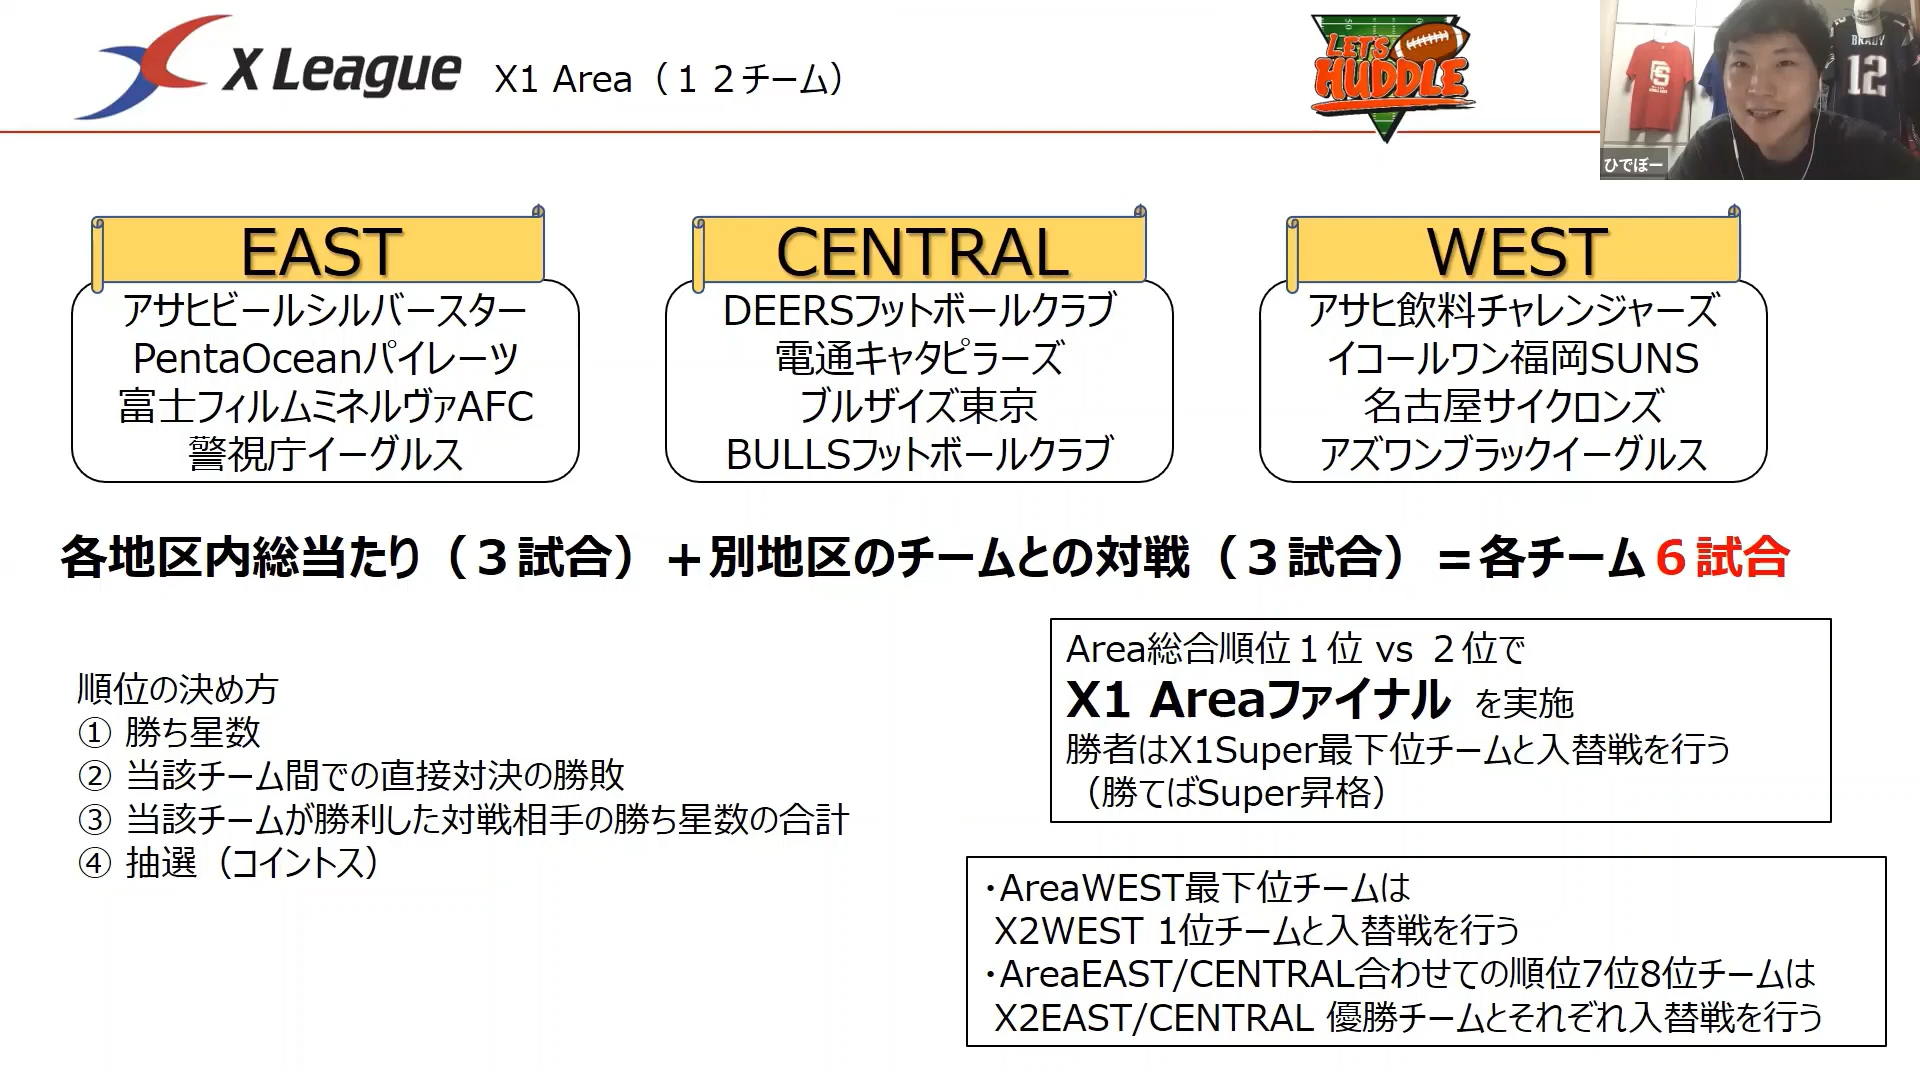 X League
X1 Area（１２チーム）
LET'S
HUDDLE
BRADY
12
ひでぼー
EAST
アサヒビールシルバースター
PentaOceanパイレーツ
富士フィルムミネルヴァAFC
警視庁イーグルス
CENTRAL
DEERSフットボールクラブ
電通キャタピラーズ
ブルザイズ東京
BULLSフットボールクラブ
WEST
アサヒ飲料チャレンジャーズ
イコールワン福岡SUNS
名古屋サイクロンズ
アズワンブラックイーグルス
各地区内総当たり（３試合）＋別地区のチームとの対戦（３試合）＝各チーム６試合
順位の決め方
① 勝ち星数
② 当該チーム間での直接対決の勝敗
③ 当該チームが勝利した対戦相手の勝ち星数の合計
④ 抽選（コイントス）
Area総合順位１位 vs ２位で
X1 Areaファイナル を実施
勝者はX1Super最下位チームと入替戦を行う
（勝てばSuper昇格）
・AreaWEST最下位チームは
X2WEST 1位チームと入替戦を行う
・AreaEAST/CENTRAL合わせての順位7位8位チームは
X2EAST/CENTRAL 優勝チームとそれぞれ入替戦を行う